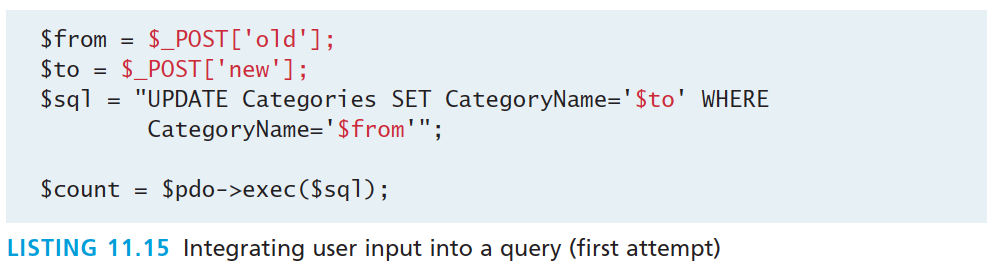 $from = $_POST['old'];
$to = $_POST['new'];
$sql = "UPDATE Categories SET CategoryName='$to' WHERE
CategoryName='$from'";
$count = $pdo->exec($sql);
LISTING 11.15 Integrating user input into a query (first attempt)